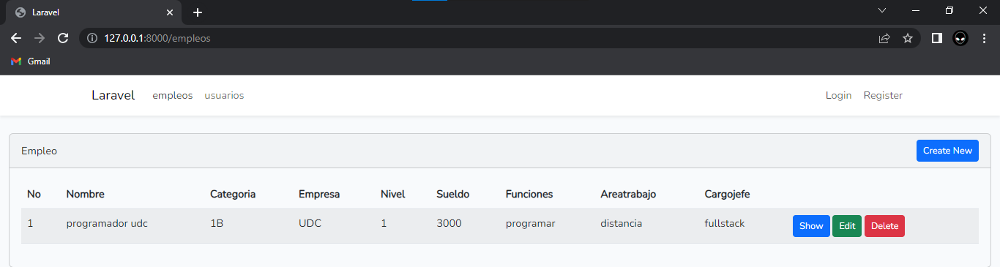 Laravel
127.0.0.1:8000/empleos
Gmail
Laravel empleos usuarios Login Register
Empleo Create New
No Nombre Categoria Empresa Nivel Sueldo Funciones Areatrabajo Cargojefe
1 programador udc 1B UDC 1 3000 programar distancia fullstack Show Edit Delete